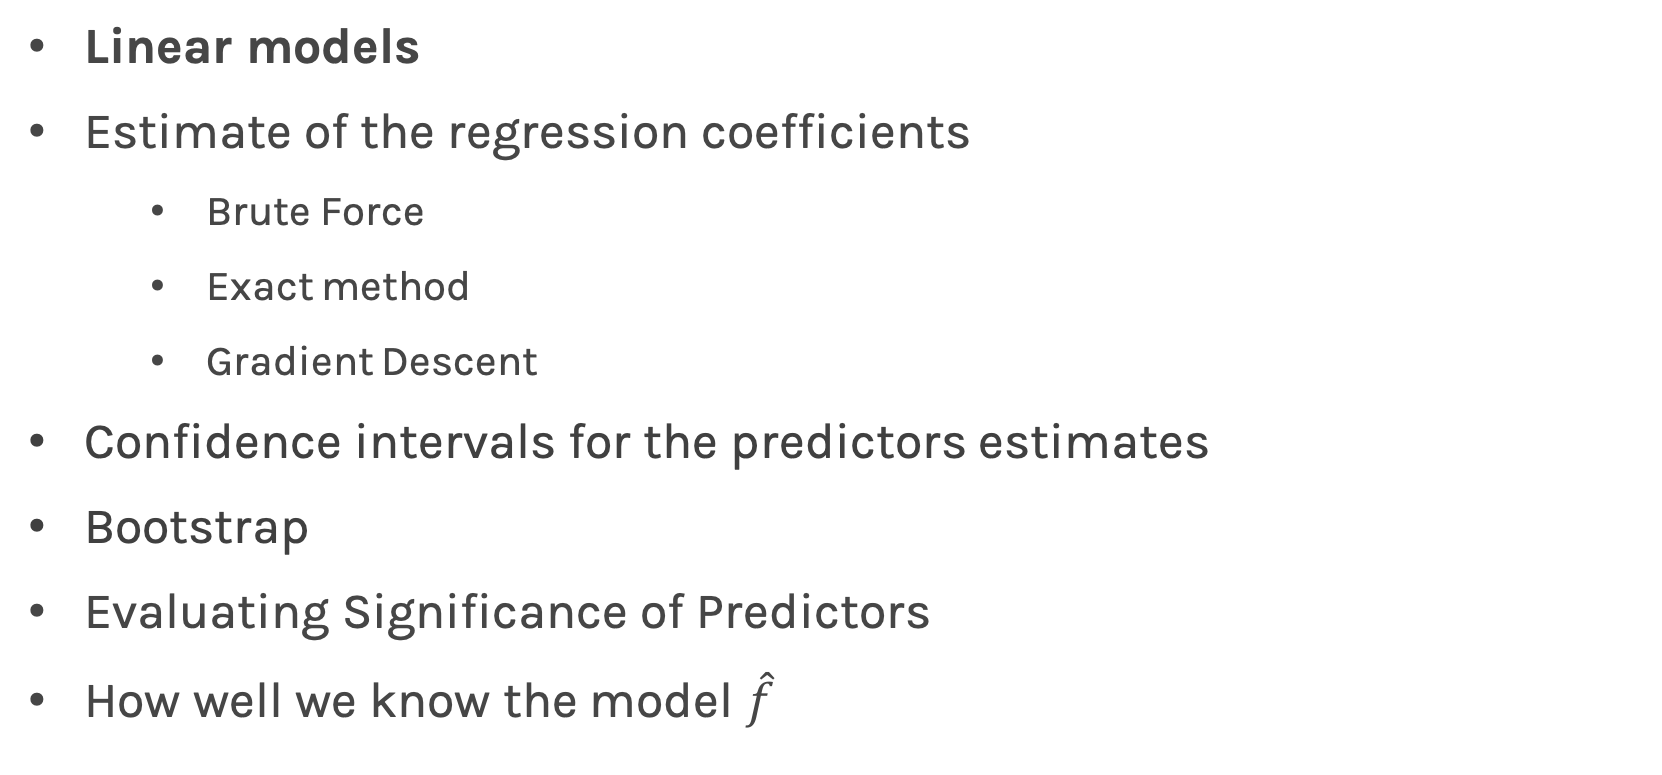 • Linear models
• Estimate of the regression coefficients
• Brute Force
• Exact method
• Gradient Descent
• Confidence intervals for the predictors estimates
• Bootstrap
• Evaluating Significance of Predictors
• How well we know the model f̂